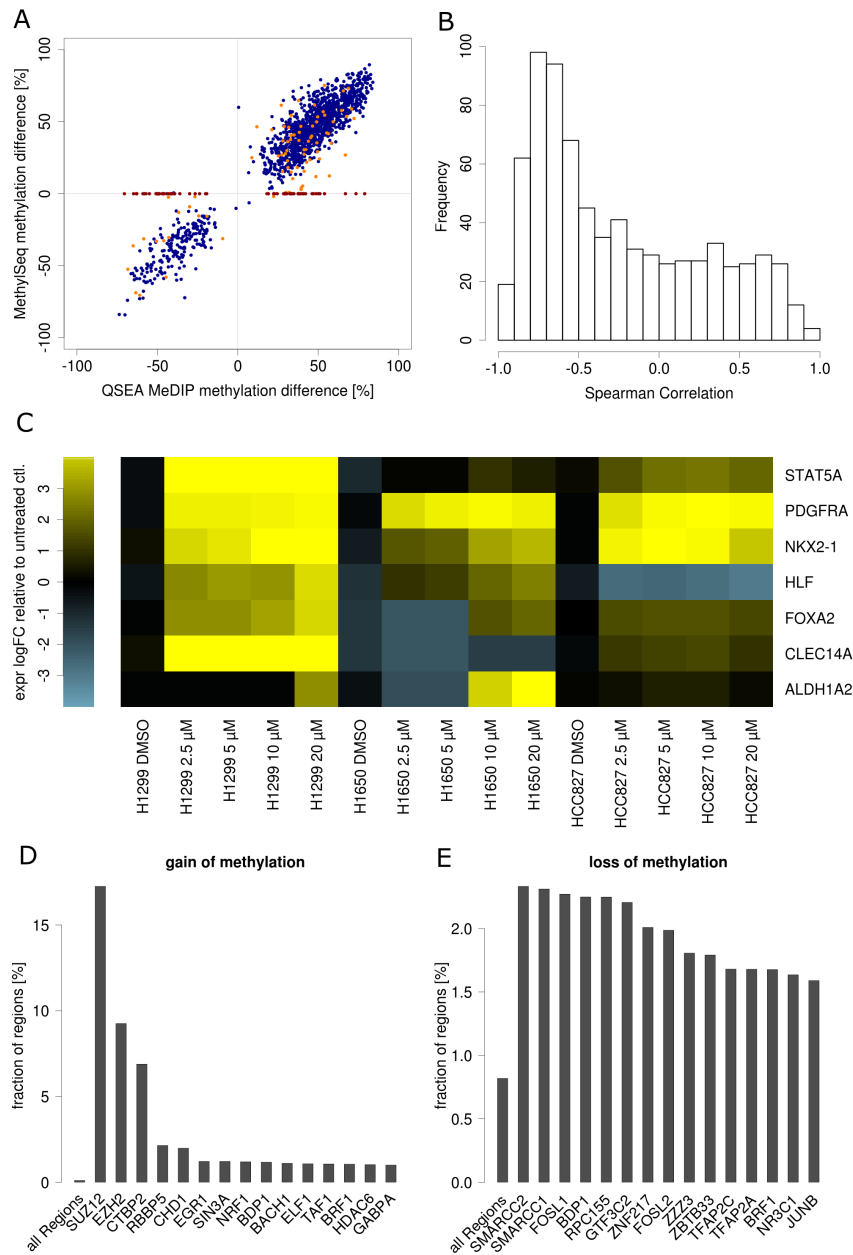 A
MethylSeq methylation difference [%]
100
50
0
-50
-100
-100 -50 0 50 100
QSEA MeDIP methylation difference [%]
B
Frequency
100
80
60
40
20
0
-1.0 -0.5 0.0 0.5 1.0
Spearman Correlation
C
expr logFC relative to untreated ctl.
3
2
1
0
-1
-2
-3
STAT5A
PDGFRA
NKX2-1
HLF
FOXA2
CLEC14A
ALDH1A2
H1299 DMSO
H1299 2.5 µM
H1299 5 µM
H1299 10 µM
H1299 20 µM
H1650 DMSO
H1650 2.5 µM
H1650 5 µM
H1650 10 µM
H1650 20 µM
HCC827 DMSO
HCC827 2.5 µM
HCC827 5 µM
HCC827 10 µM
HCC827 20 µM
D
gain of methylation
fraction of regions [%]
15
10
5
0
all Regions
SUZ12
EZH2
CTBP2
RBBP5
CHD1
EGR1
SIN3A
NRF1
BDP1
BACH1
ELF1
TAF1
BRF1
HDAC6
GABPA
E
loss of methylation
fraction of regions [%]
2.0
1.5
1.0
0.5
0.0
all Regions
SMARCC2
SMARCC1
FOSL1
BDP1
RPC155
GTF3C2
ZNF217
FOSL2
ZZZ3
ZBTB33
TFAP2C
TFAP2A
BRF1
NR3C1
JUNB